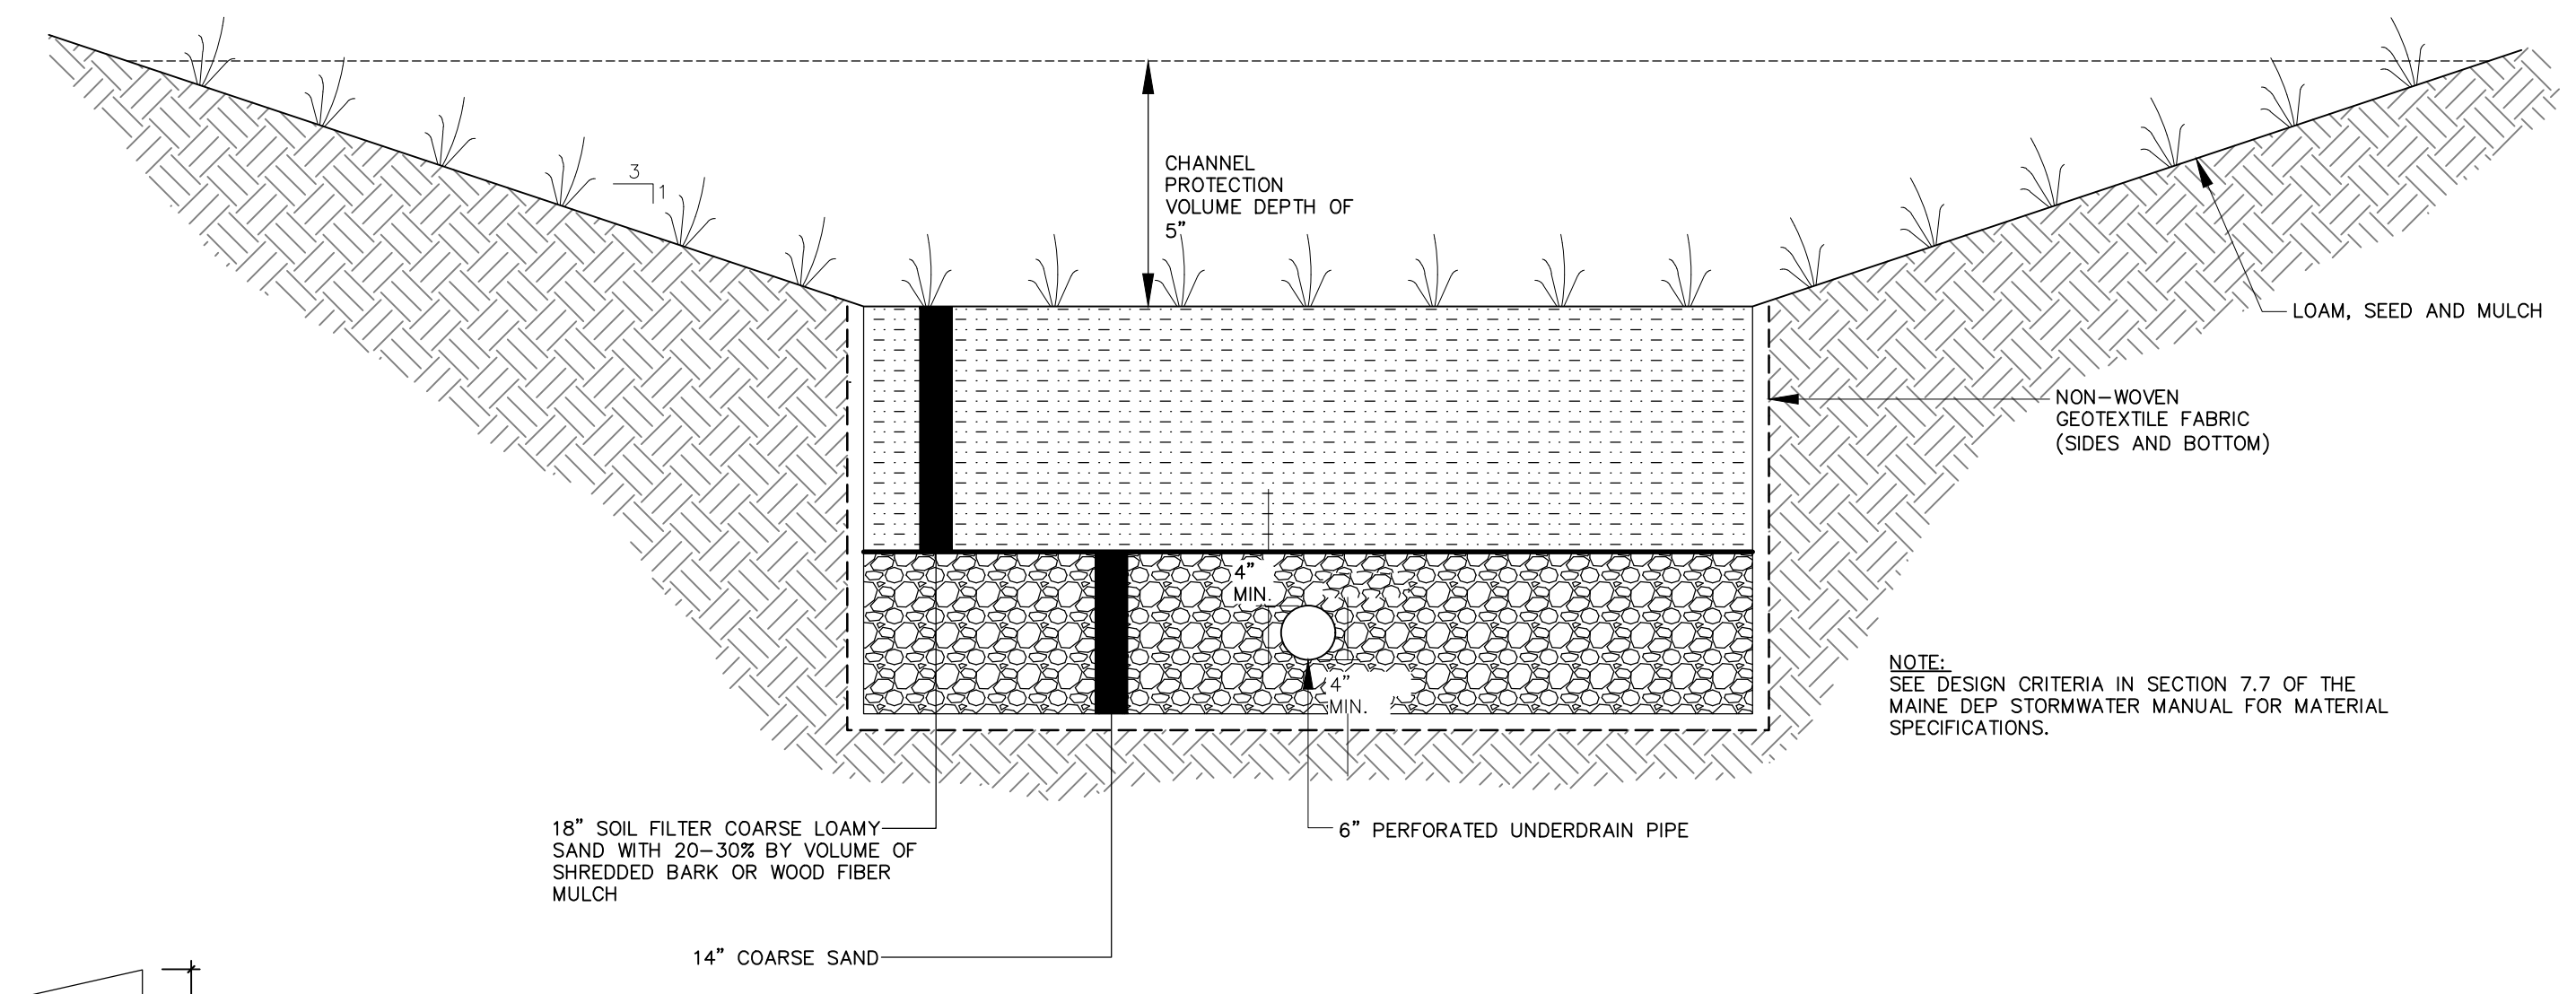 3
1
CHANNEL
PROTECTION
VOLUME DEPTH OF
5”
LOAM, SEED AND MULCH
NON-WOVEN
GEOTEXTILE FABRIC
(SIDES AND BOTTOM)
4”
MIN.
4”
MIN.
NOTE:
SEE DESIGN CRITERIA IN SECTION 7.7 OF THE
MAINE DEP STORMWATER MANUAL FOR MATERIAL
SPECIFICATIONS.
18” SOIL FILTER COARSE LOAMY
SAND WITH 20-30% BY VOLUME OF
SHREDDED BARK OR WOOD FIBER
MULCH
6” PERFORATED UNDERDRAIN PIPE
14” COARSE SAND